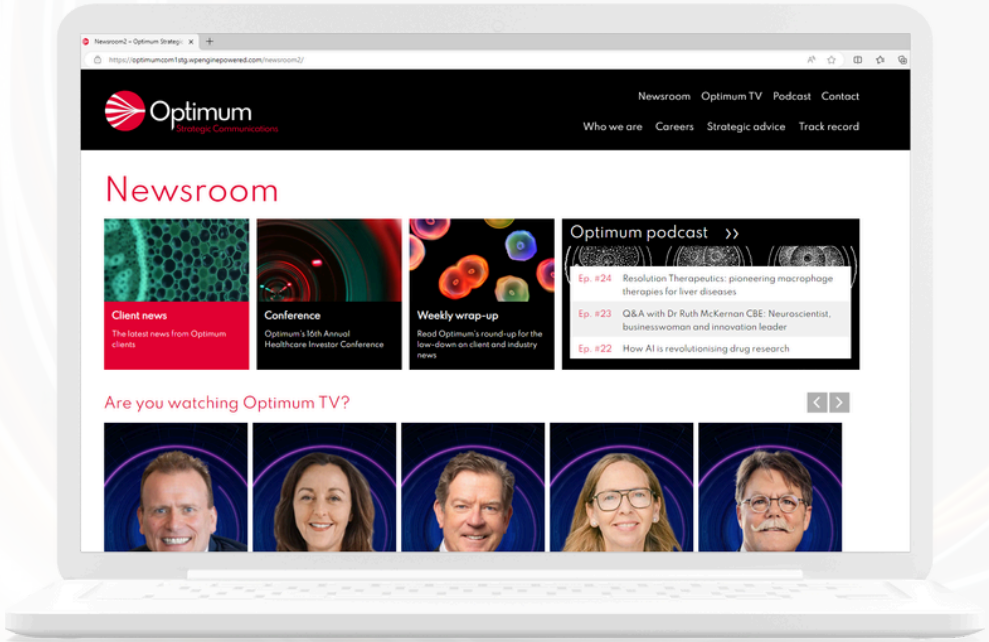 Newsroom2 – Optimum Strateg
https://optimumcom1stg.wpenginepowered.com/newsroom2/
Optimum
Strategic Communications
Newsroom Optimum TV Podcast Contact
Who we are Careers Strategic advice Track record
Newsroom
Client news
The latest news from Optimum
clients
Conference
Optimum's 16th Annual
Healthcare Investor Conference
Weekly wrap-up
Read Optimum's round-up for the
low-down on client and industry
news
Optimum podcast
Ep. #24 Resolution Therapeutics: pioneering macrophage
therapies for liver diseases
Ep. #23 Q&A with Dr Ruth McKernan CBE: Neuroscientist,
businesswoman and innovation leader
Ep. #22 How AI is revolutionising drug research
Are you watching Optimum TV?